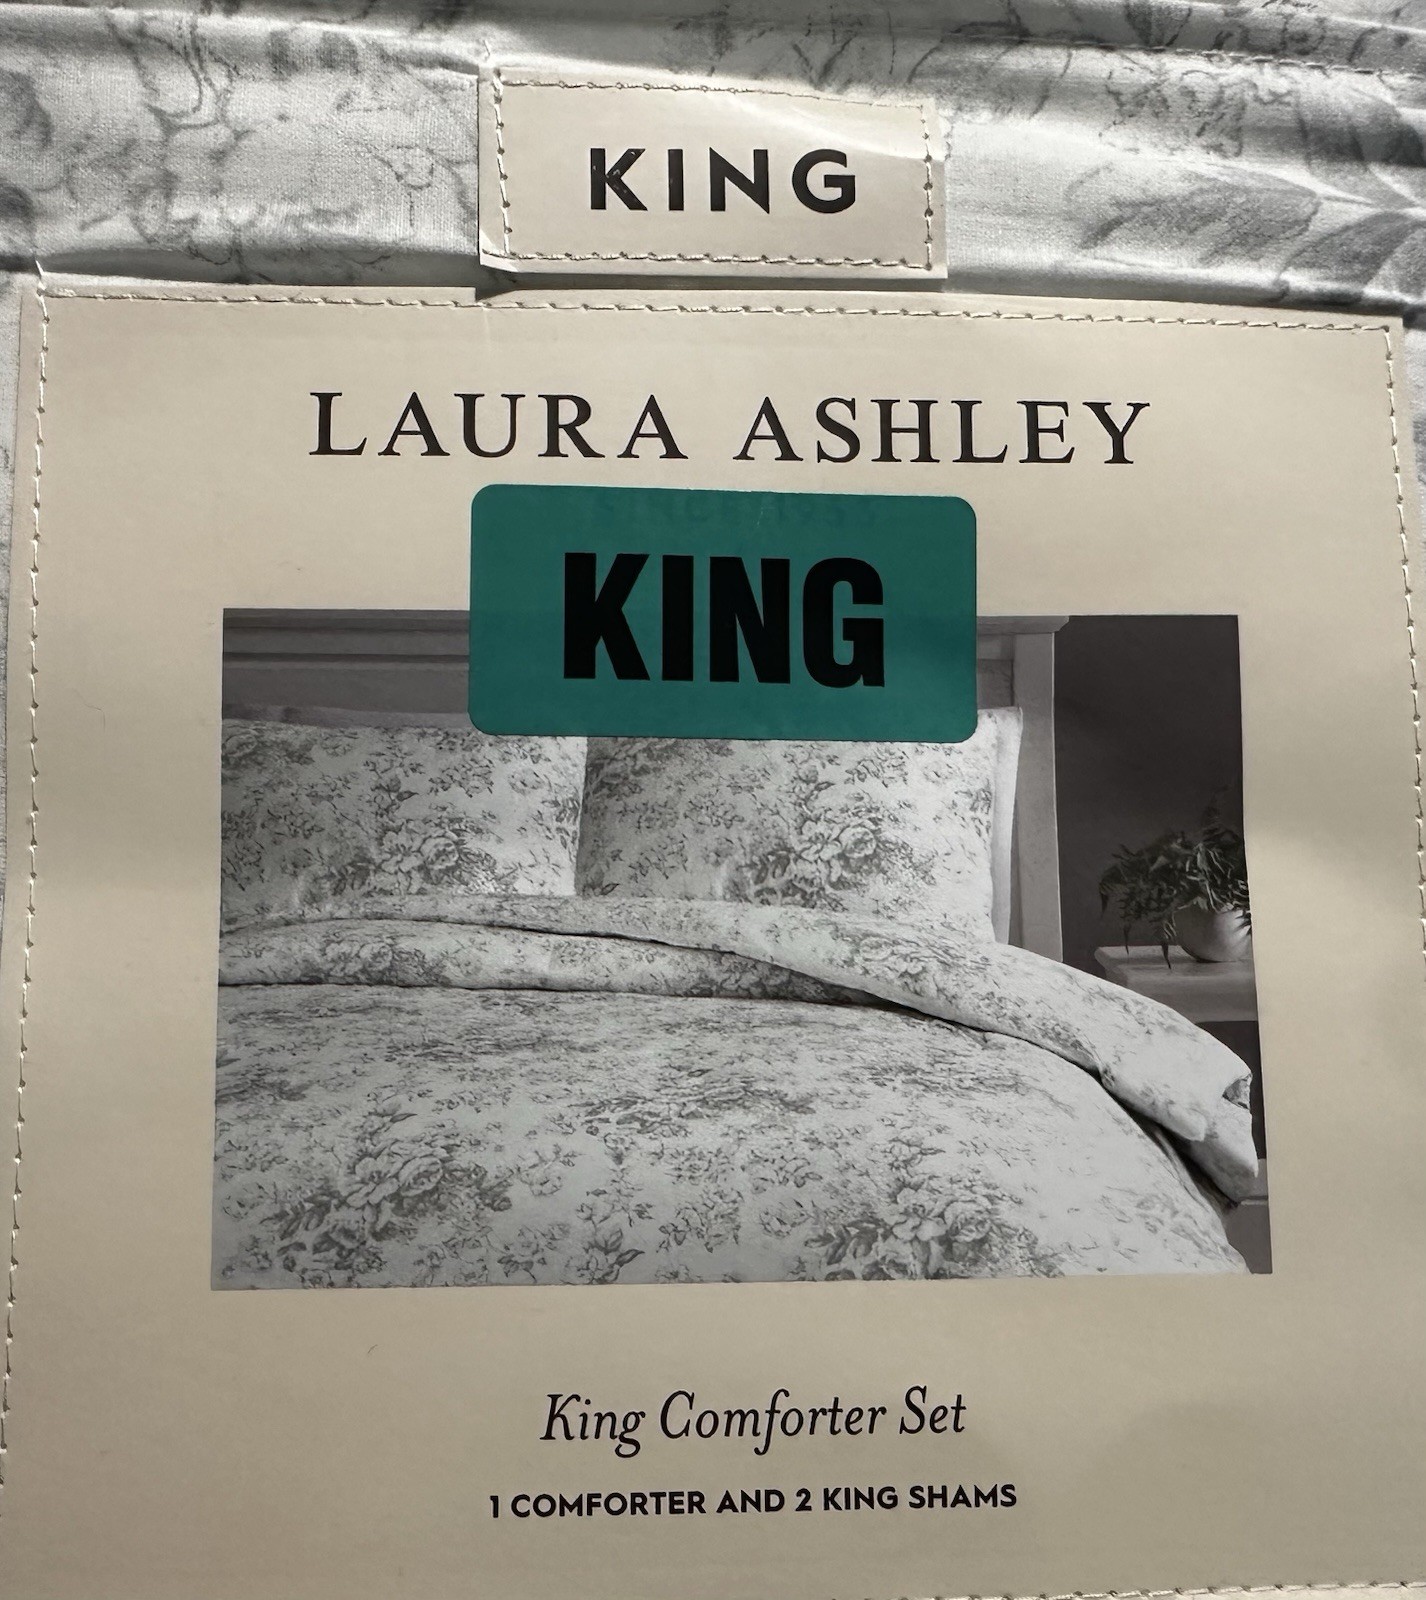 KING
LAURA ASHLEY
KING
King Comforter Set
1 COMFORTER AND 2 KING SHAMS